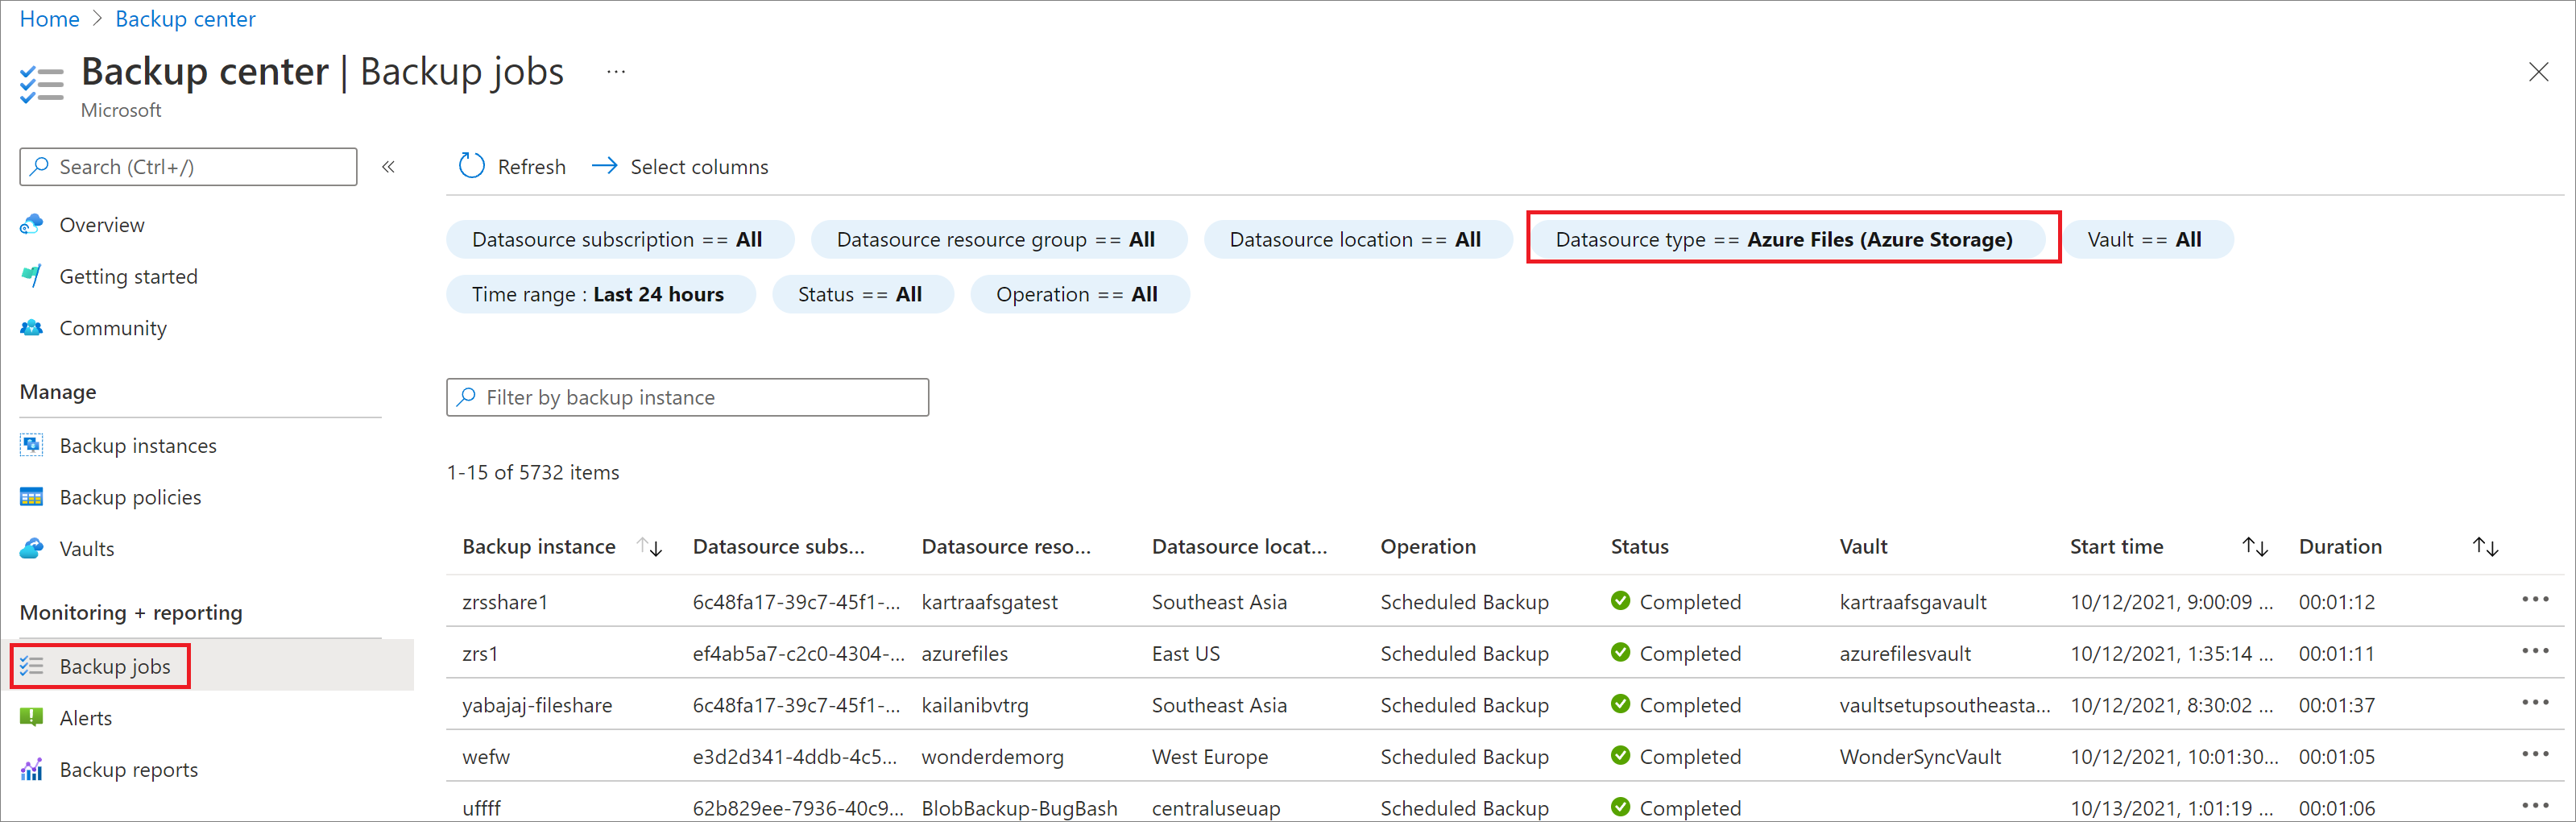 Home > Backup center
Backup center | Backup jobs ...
Microsoft
Search (Ctrl+/)
«
Refresh
Select columns
Overview
Getting started
Community
Manage
Backup instances
Backup policies
Vaults
Monitoring + reporting
Backup jobs
Alerts
Backup reports
Datasource subscription == All
Datasource resource group == All
Datasource location == All
Datasource type == Azure Files (Azure Storage)
Vault == All
Time range : Last 24 hours
Status == All
Operation == All
Filter by backup instance
1-15 of 5732 items
Backup instance ↑↓ Datasource subs... Datasource reso... Datasource locat... Operation Status Vault Start time ↑↓ Duration ↑↓
zrsshare1 6c48fa17-39c7-45f1-... kartraafsgatest Southeast Asia Scheduled Backup Completed kartraafsgavault 10/12/2021, 9:00:09 ... 00:01:12 ...
zrs1 ef4ab5a7-c2c0-4304-... azurefiles East US Scheduled Backup Completed azurefilesvault 10/12/2021, 1:35:14 ... 00:01:11 ...
yabajaj-fileshare 6c48fa17-39c7-45f1-... kailanibvtrg Southeast Asia Scheduled Backup Completed vaultsetupsoutheasta... 10/12/2021, 8:30:02 ... 00:01:37 ...
wefw e3d2d341-4ddb-4c5... wonderdemorg West Europe Scheduled Backup Completed WonderSyncVault 10/12/2021, 10:01:30... 00:01:05 ...
uffff 62b829ee-7936-40c9... BlobBackup-BugBash centraluseuap Scheduled Backup Completed 10/13/2021, 1:01:19 ... 00:01:06 ...